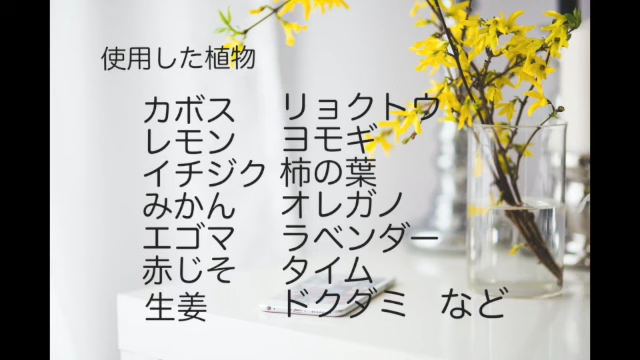 使用した植物
カボス
レモン
イチジク
みかん
エゴマ
赤じそ
生姜
リョクトウ
ヨモギ
柿の葉
オレガノ
ラベンダー
タイム
ドクダミ など